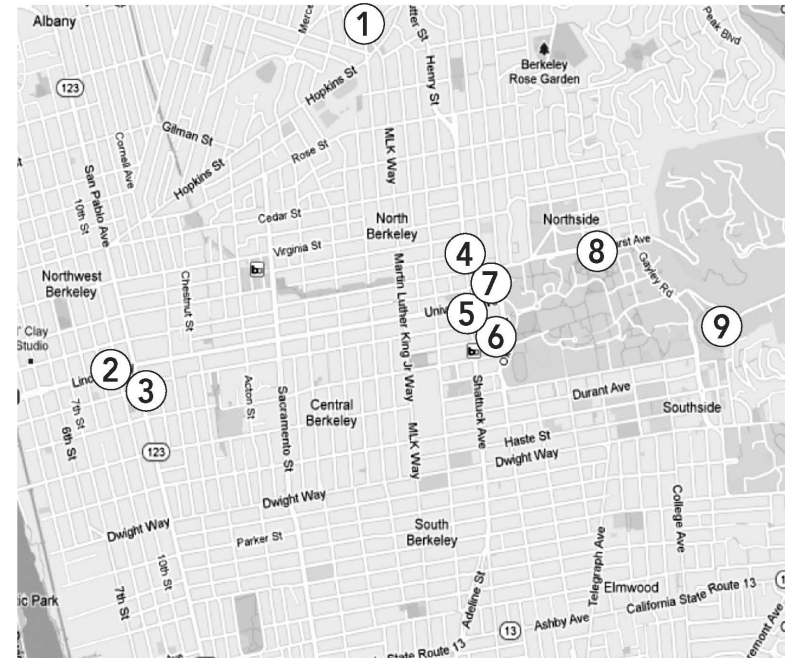 Albany
1
Hopkins St
Henry St
Berkeley
Rose Garden
Peak Blvd
123
Gilman St
Cornell Ave
San Pablo Ave
10th St
Hopkins St
Rose St
MLK Way
Cedar St
North
Berkeley
Northside
Virginia St
4
8
Gayley Rd
Northwest
Berkeley
Chestnut St
7
Martin Luther King Jr Way
5
6
9
Clay
Studio
2
3
7th St
6th St
Acton St
Sacramento St
Central
Berkeley
Shattuck Ave
Durant Ave
Southside
MLK Way
Haste St
Dwight Way
123
Dwight Way
Dwight Way
Parker St
South
Berkeley
College Ave
Telegraph Ave
10th St
7th St
Adeline St
Elmwood
California State Route 13
13
Ashby Ave
State Route 13